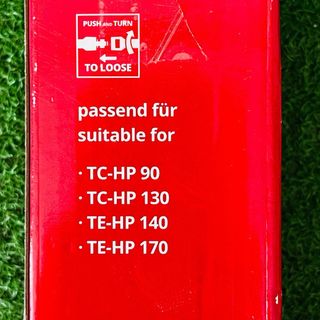 PUSH AND TURN
TO LOOSE
passend für
suitable for
· TC-HP 90
· TC-HP 130
· TE-HP 140
· TE-HP 170